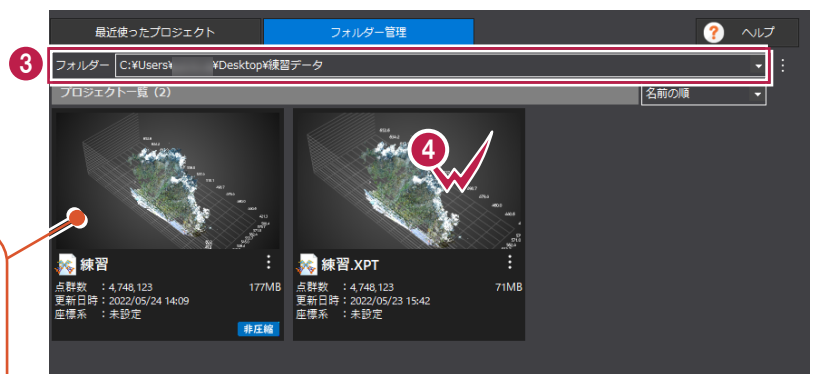 最近使ったプロジェクト
フォルダー管理
? ヘルプ
3
フォルダー C:¥Users¥ ¥Desktop¥練習データ
プロジェクト一覧 (2)
名前の順
4
練習
点群数 : 4,748,123 177MB
更新日時 : 2022/05/24 14:09
座標系 : 未設定
非圧縮
練習.XPT
点群数 : 4,748,123 71MB
更新日時 : 2022/05/23 15:42
座標系 : 未設定